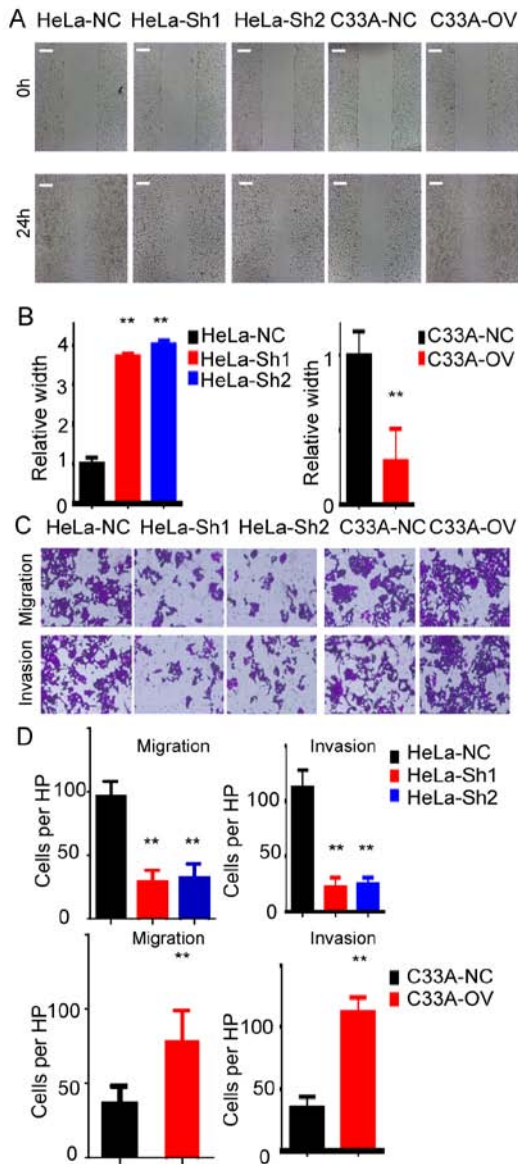 A HeLa-NC HeLa-Sh1 HeLa-Sh2 C33A-NC C33A-OV
0h
24h
B
** **
4
3
2
1
0
Relative width
HeLa-NC
HeLa-Sh1
HeLa-Sh2
1
0
Relative width
**
C33A-NC
C33A-OV
C HeLa-NC HeLa-Sh1 HeLa-Sh2 C33A-NC C33A-OV
Migration
Invasion
D
Migration
100
50
0
Cells per HP
** **
Invasion
100
50
0
Cells per HP
** **
HeLa-NC
HeLa-Sh1
HeLa-Sh2
Migration
**
100
50
0
Cells per HP
Invasion
**
100
50
0
Cells per HP
C33A-NC
C33A-OV